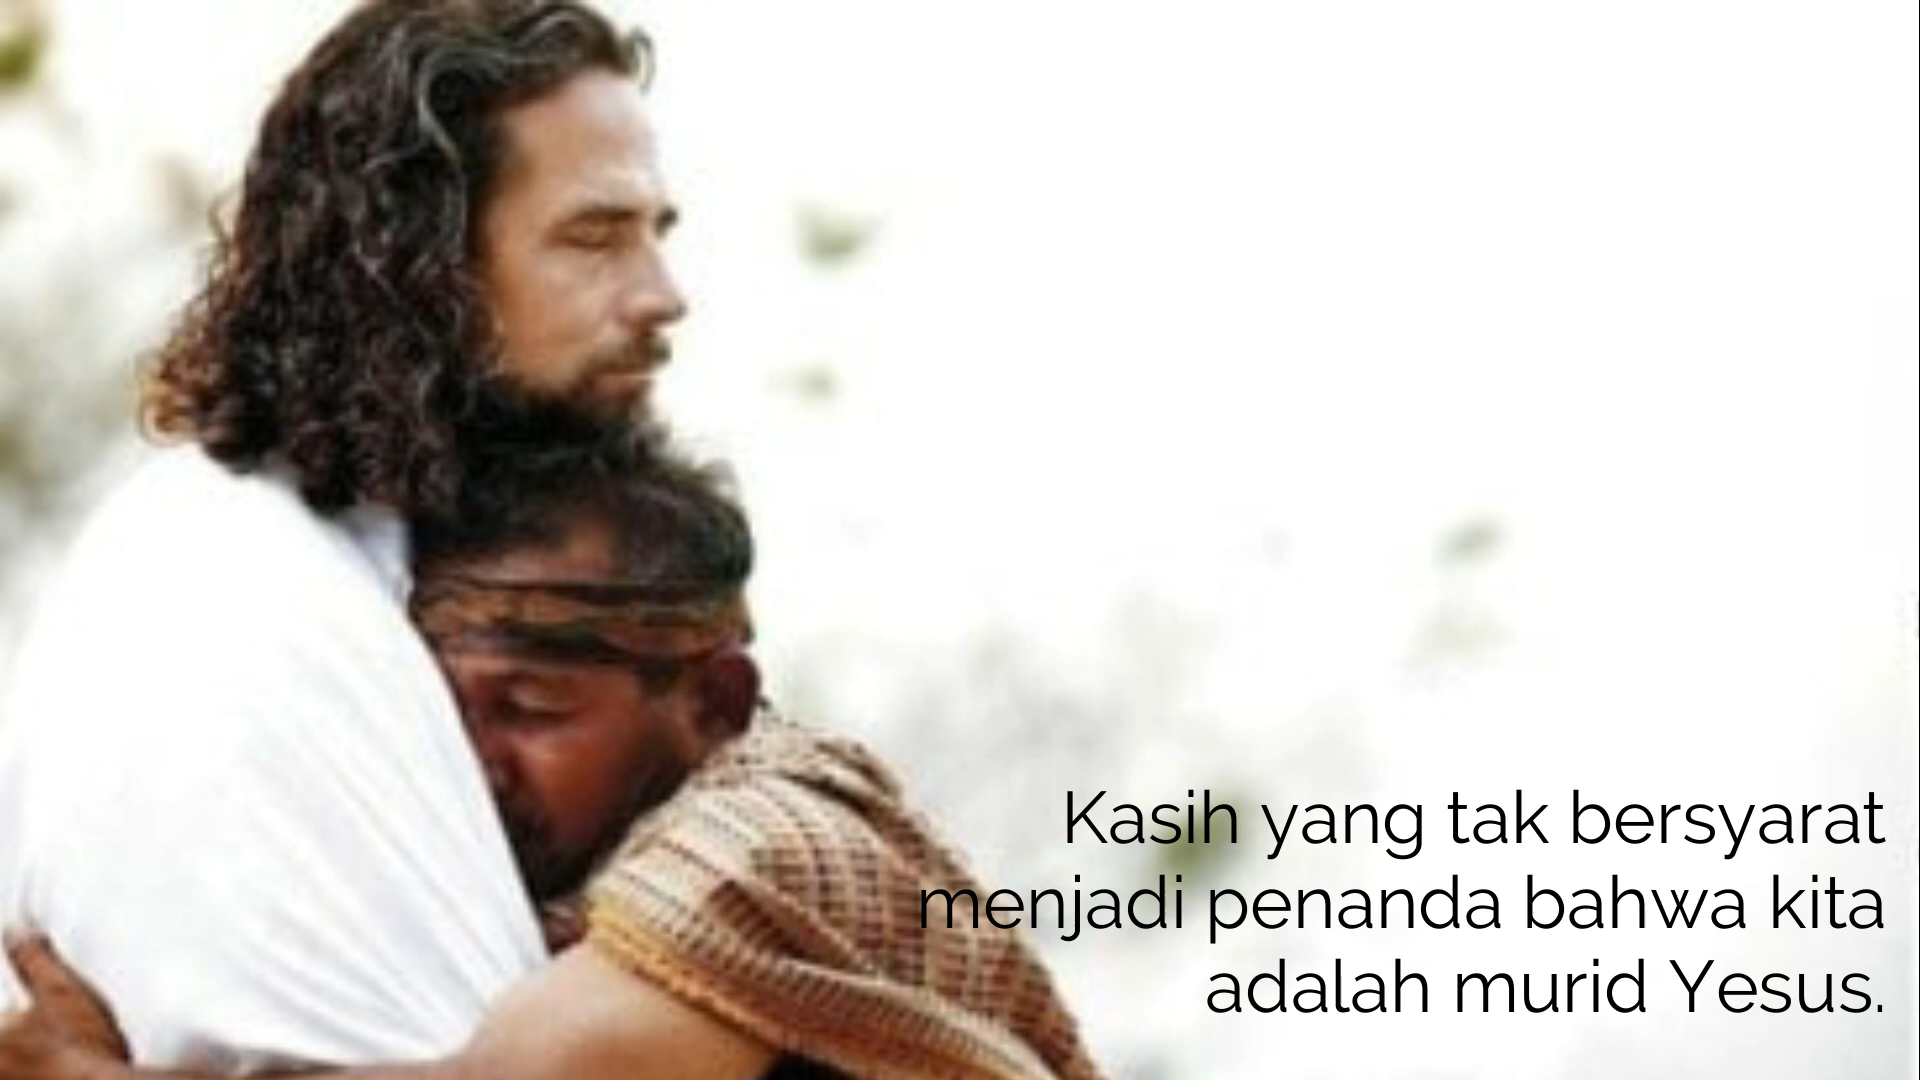 Kasih yang tak bersyarat
menjadi penanda bahwa kita
adalah murid Yesus.